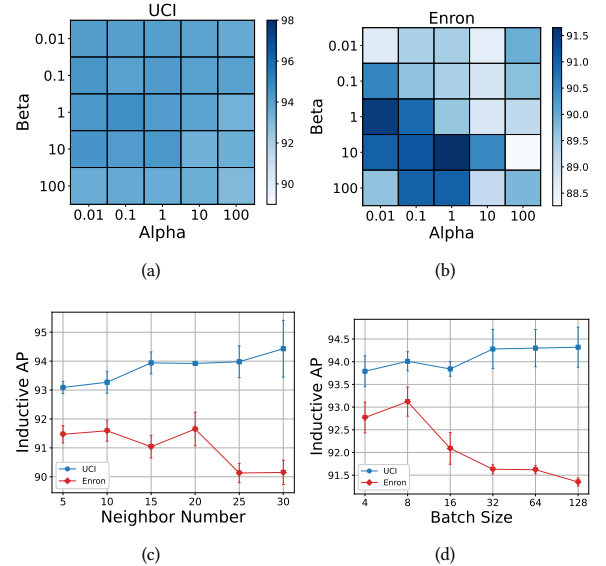 UCI
Beta
0.01
0.1
1
10
100
0.01 0.1 1 10 100
Alpha
98
96
94
92
90
(a)
Enron
Beta
0.01
0.1
1
10
100
0.01 0.1 1 10 100
Alpha
91.5
91.0
90.5
90.0
89.5
89.0
88.5
(b)
Inductive AP
95
94
93
92
91
90
UCI
Enron
5 10 15 20 25 30
Neighbor Number
(c)
Inductive AP
94.5
94.0
93.5
93.0
92.5
92.0
91.5
UCI
Enron
4 8 16 32 64 128
Batch Size
(d)